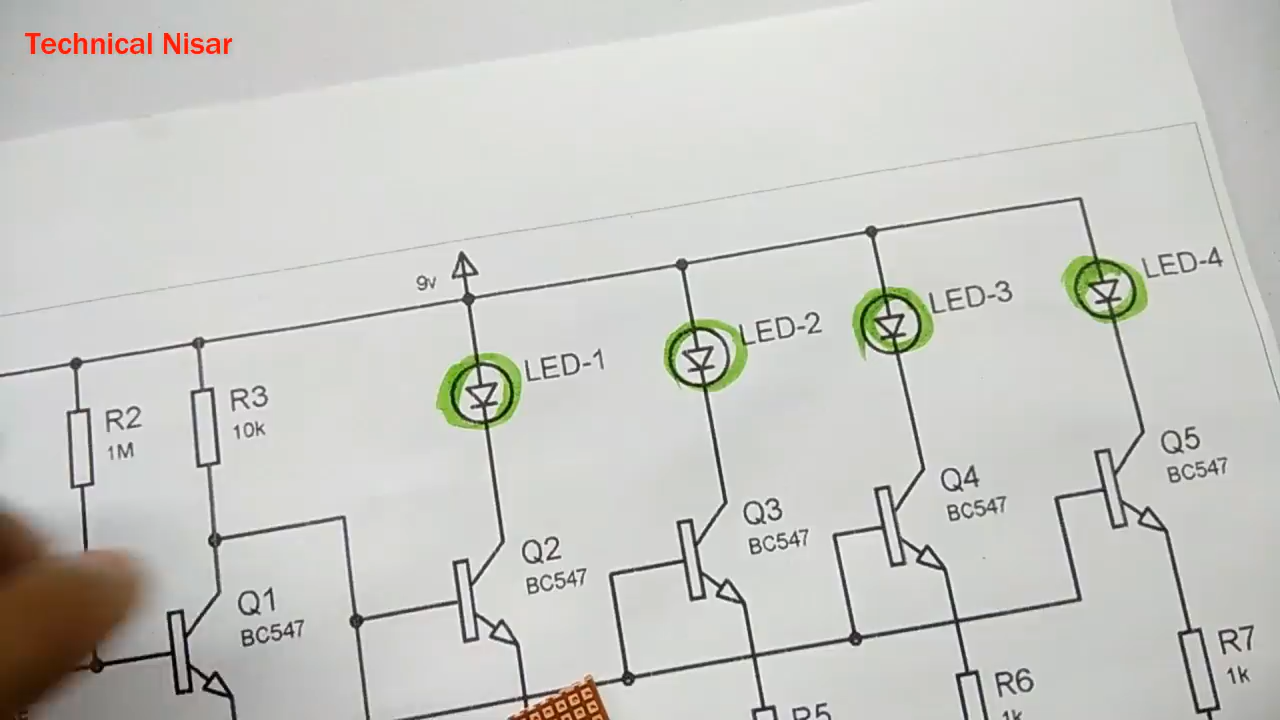 Technical Nisar
9v
LED-1
LED-2
LED-3
LED-4
R2
1M
R3
10k
Q1
BC547
Q2
BC547
Q3
BC547
Q4
BC547
Q5
BC547
R5
R6
1k
R7
1k